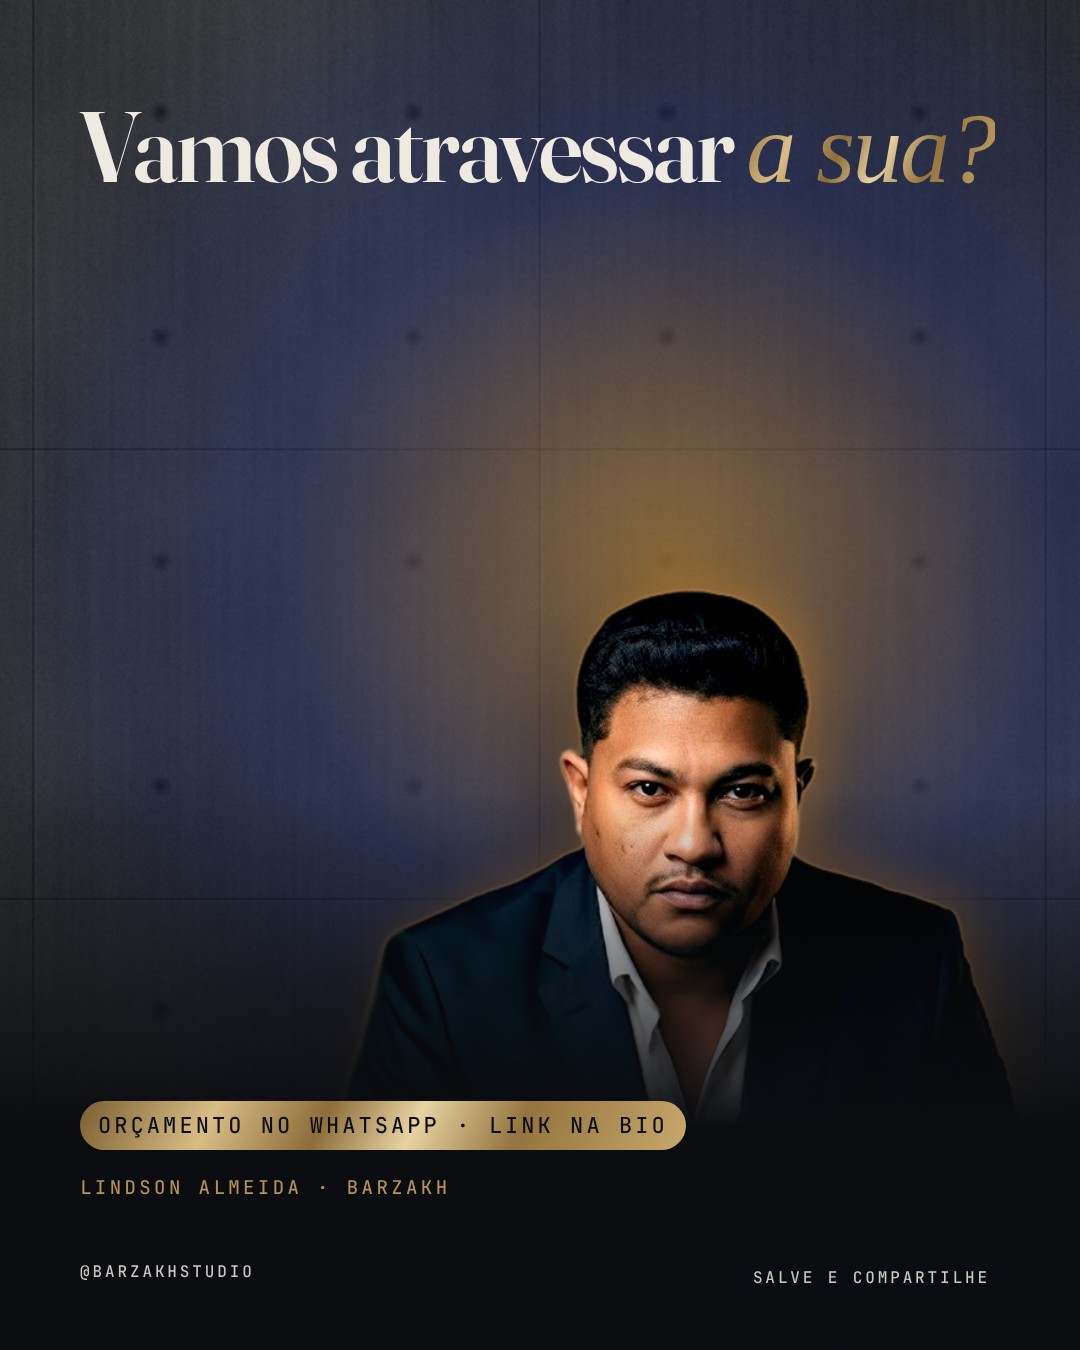 Vamos atravessar a sua?
ORÇAMENTO NO WHATSAPP · LINK NA BIO
LINDSON ALMEIDA · BARZAKH
@BARZAKHSTUDIO
SALVE E COMPARTILHE